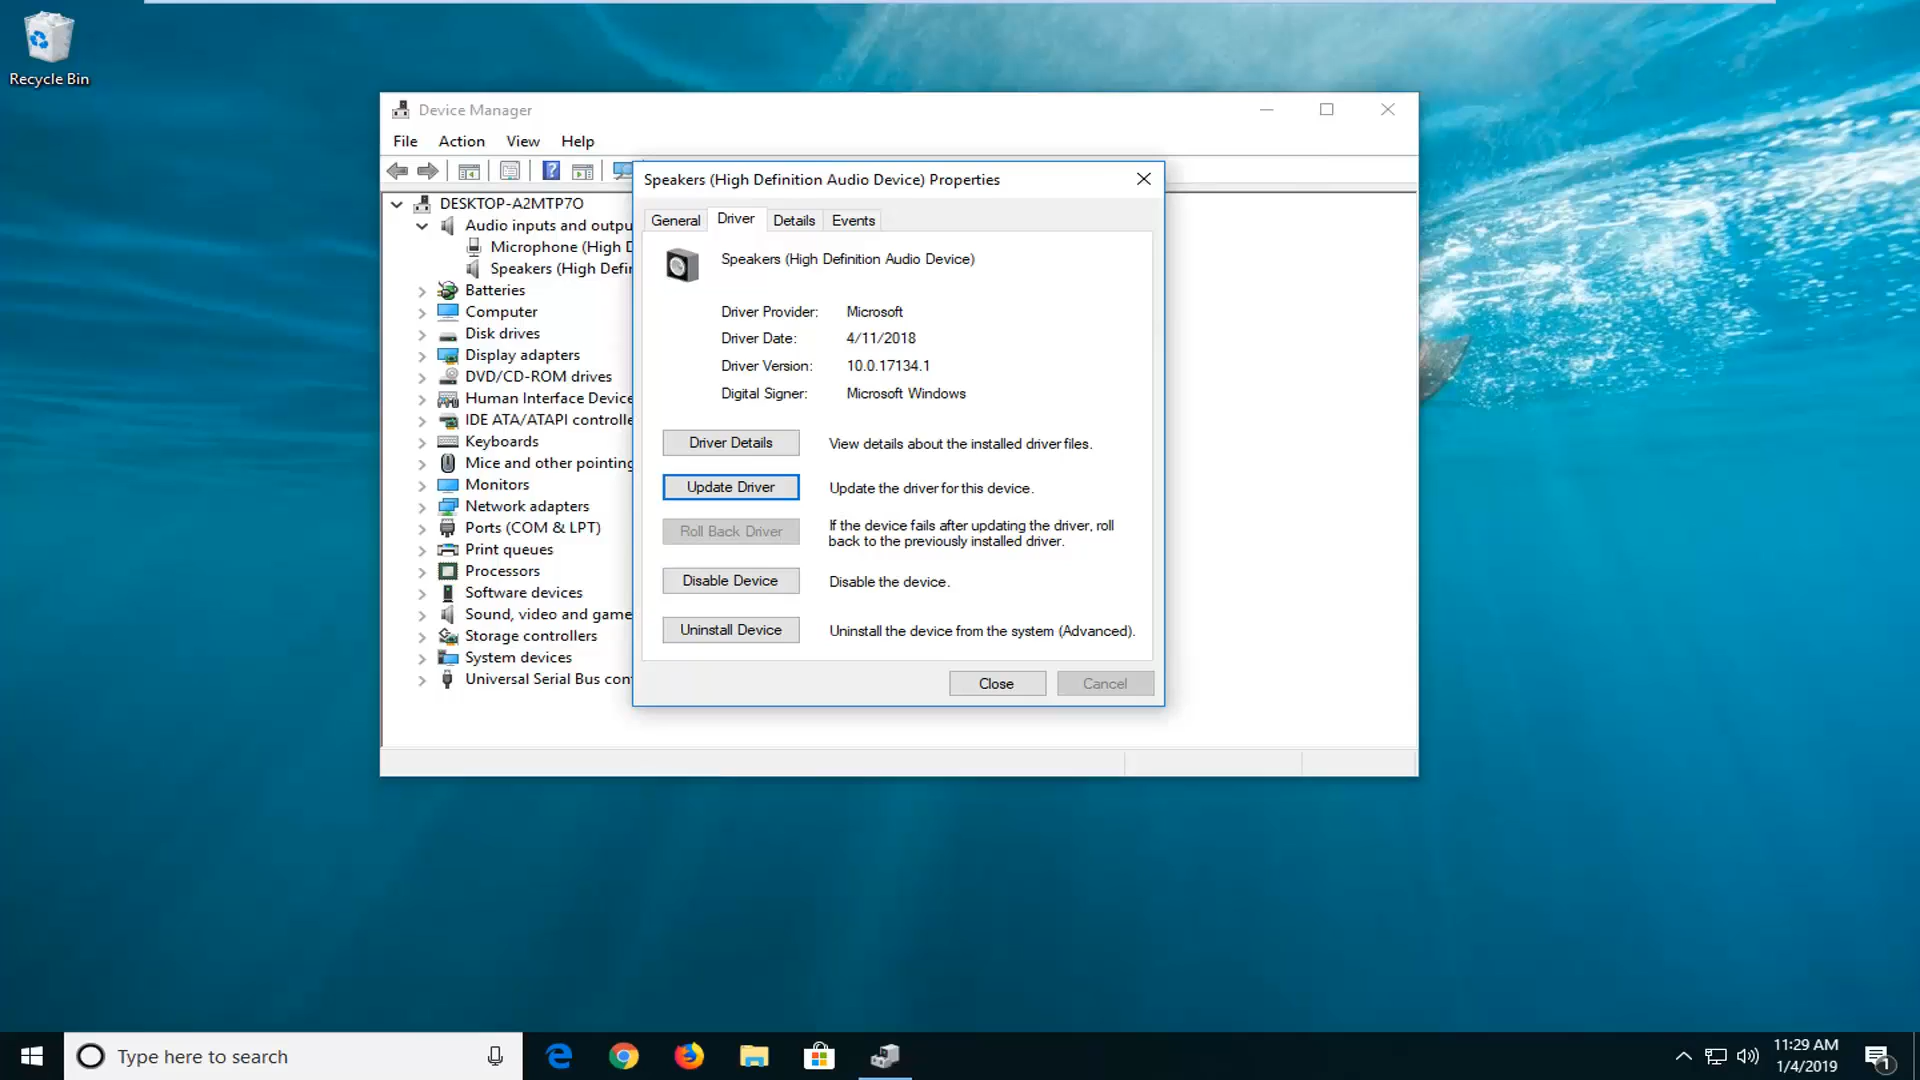 Recycle Bin
Device Manager
File Action View Help
DESKTOP-A2MTP7O
Audio inputs and outpu
Microphone (High D
Speakers (High Defin
Batteries
Computer
Disk drives
Display adapters
DVD/CD-ROM drives
Human Interface Device
IDE ATA/ATAPI controlle
Keyboards
Mice and other pointing
Monitors
Network adapters
Ports (COM & LPT)
Print queues
Processors
Software devices
Sound, video and game
Storage controllers
System devices
Universal Serial Bus con
Speakers (High Definition Audio Device) Properties
General Driver Details Events
Speakers (High Definition Audio Device)
Driver Provider: Microsoft
Driver Date: 4/11/2018
Driver Version: 10.0.17134.1
Digital Signer: Microsoft Windows
Driver Details View details about the installed driver files.
Update Driver Update the driver for this device.
Roll Back Driver If the device fails after updating the driver, roll
back to the previously installed driver.
Disable Device Disable the device.
Uninstall Device Uninstall the device from the system (Advanced).
Close Cancel
Type here to search
11:29 AM
1/4/2019
1